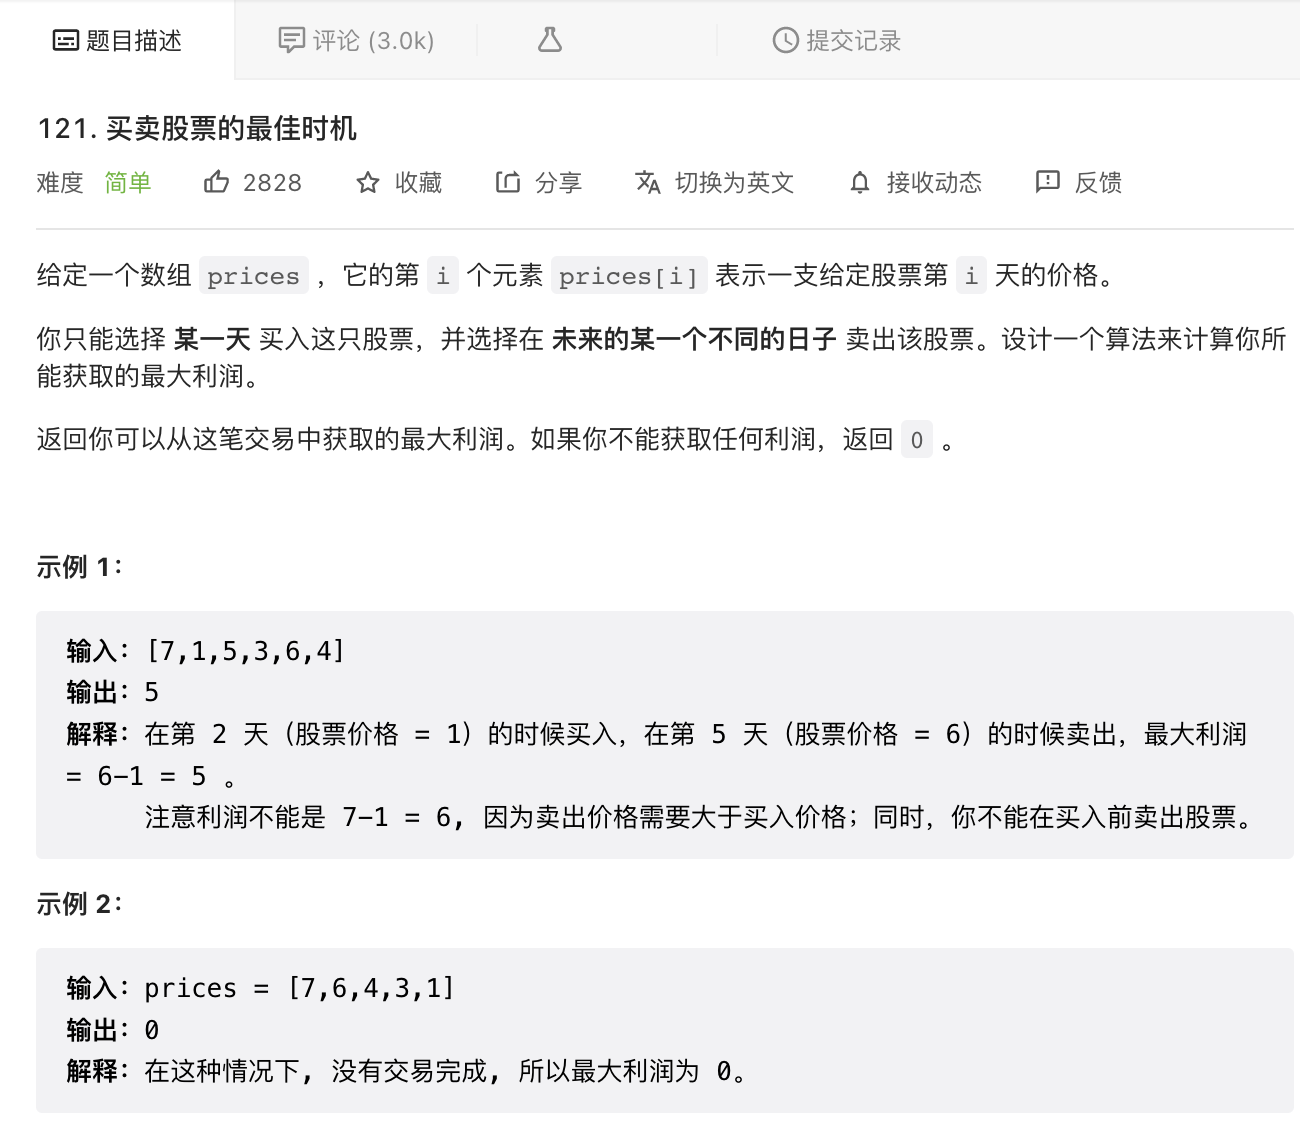 题目描述 评论 (3.0k) 提交记录
121. 买卖股票的最佳时机
难度 简单 2828 收藏 分享 切换为英文 接收动态 反馈
给定一个数组 prices ，它的第 i 个元素 prices[i] 表示一支给定股票第 i 天的价格。
你只能选择 某一天 买入这只股票，并选择在 未来的某一个不同的日子 卖出该股票。设计一个算法来计算你所
能获取的最大利润。
返回你可以从这笔交易中获取的最大利润。如果你不能获取任何利润，返回 0 。
示例 1：
输入：[7,1,5,3,6,4]
输出：5
解释：在第 2 天（股票价格 = 1）的时候买入，在第 5 天（股票价格 = 6）的时候卖出，最大利润
= 6-1 = 5 。
注意利润不能是 7-1 = 6, 因为卖出价格需要大于买入价格；同时，你不能在买入前卖出股票。
示例 2：
输入：prices = [7,6,4,3,1]
输出：0
解释：在这种情况下, 没有交易完成, 所以最大利润为 0。